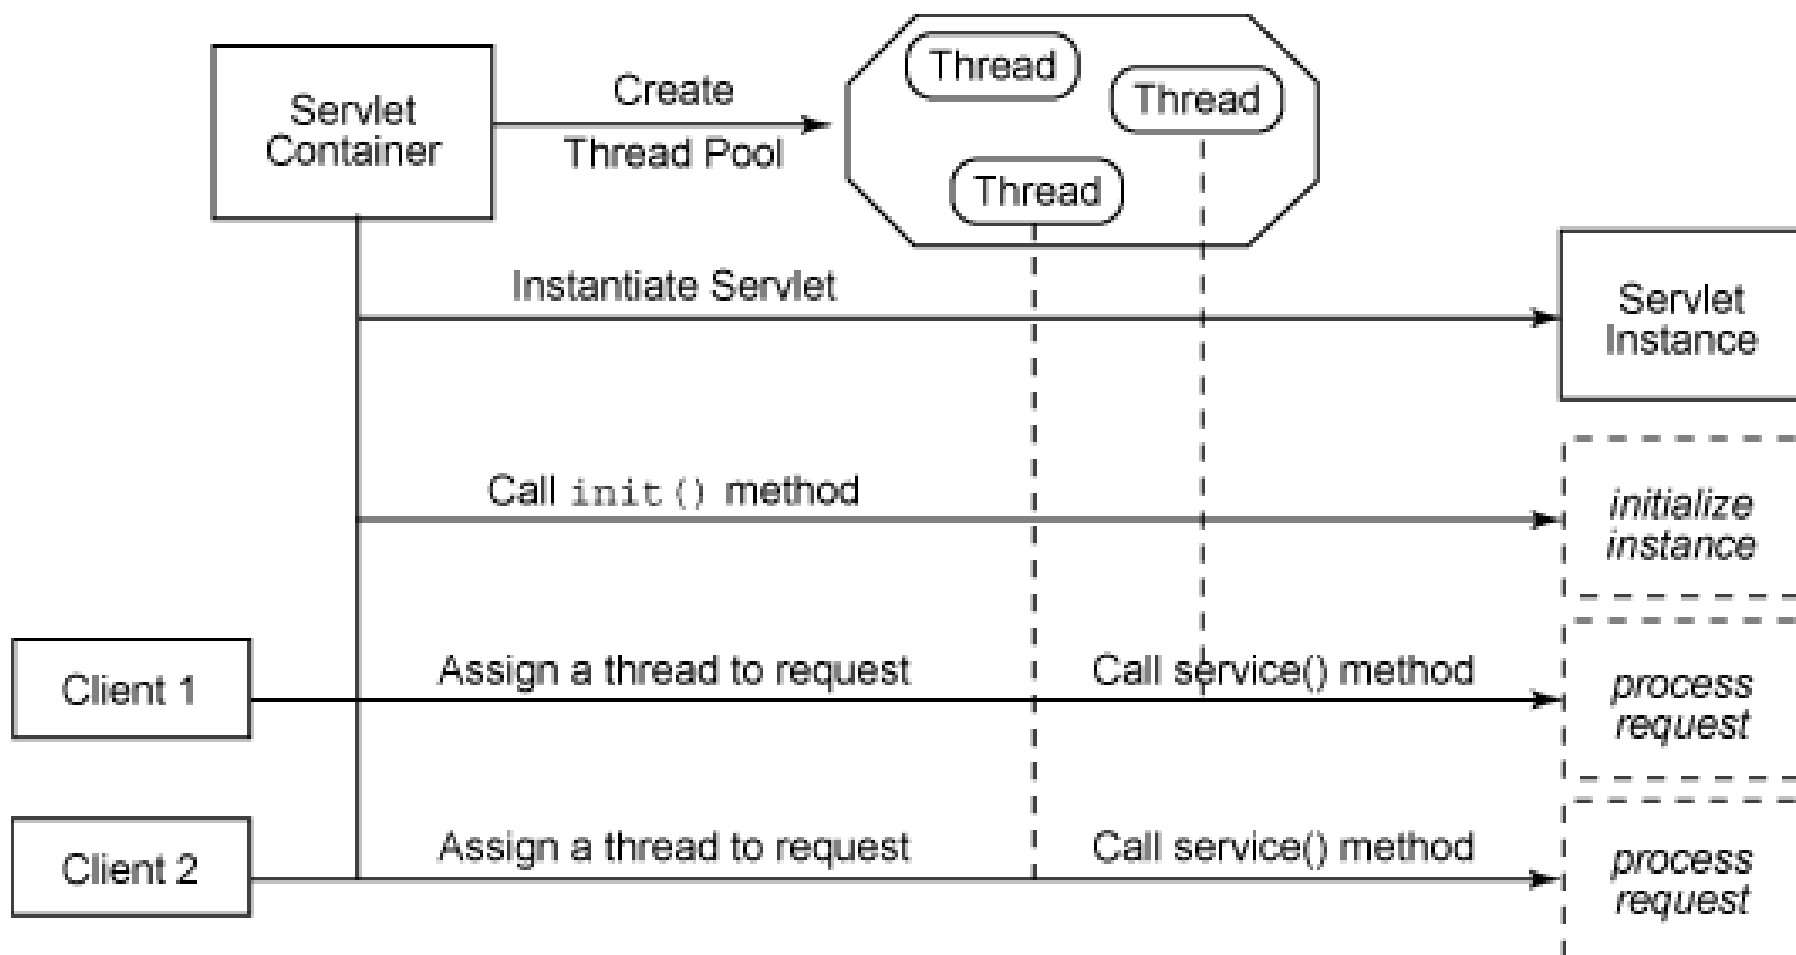 Servlet
Container
Create
Thread Pool
Thread
Thread
Thread
Instantiate Servlet
Servlet
Instance
Call init() method
initialize
instance
Client 1
Assign a thread to request
Call service() method
process
request
Client 2
Assign a thread to request
Call service() method
process
request